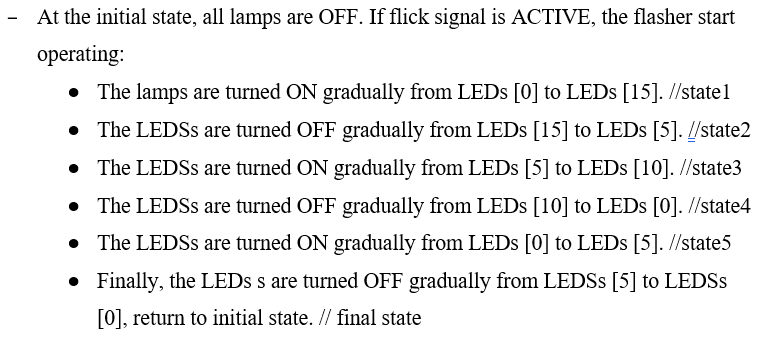 – At the initial state, all lamps are OFF. If flick signal is ACTIVE, the flasher start
operating:
● The lamps are turned ON gradually from LEDs [0] to LEDs [15]. //state1
● The LEDSs are turned OFF gradually from LEDs [15] to LEDs [5]. //state2
● The LEDSs are turned ON gradually from LEDs [5] to LEDs [10]. //state3
● The LEDSs are turned OFF gradually from LEDs [10] to LEDs [0]. //state4
● The LEDSs are turned ON gradually from LEDs [0] to LEDs [5]. //state5
● Finally, the LEDs s are turned OFF gradually from LEDSs [5] to LEDSs
[0], return to initial state. // final state